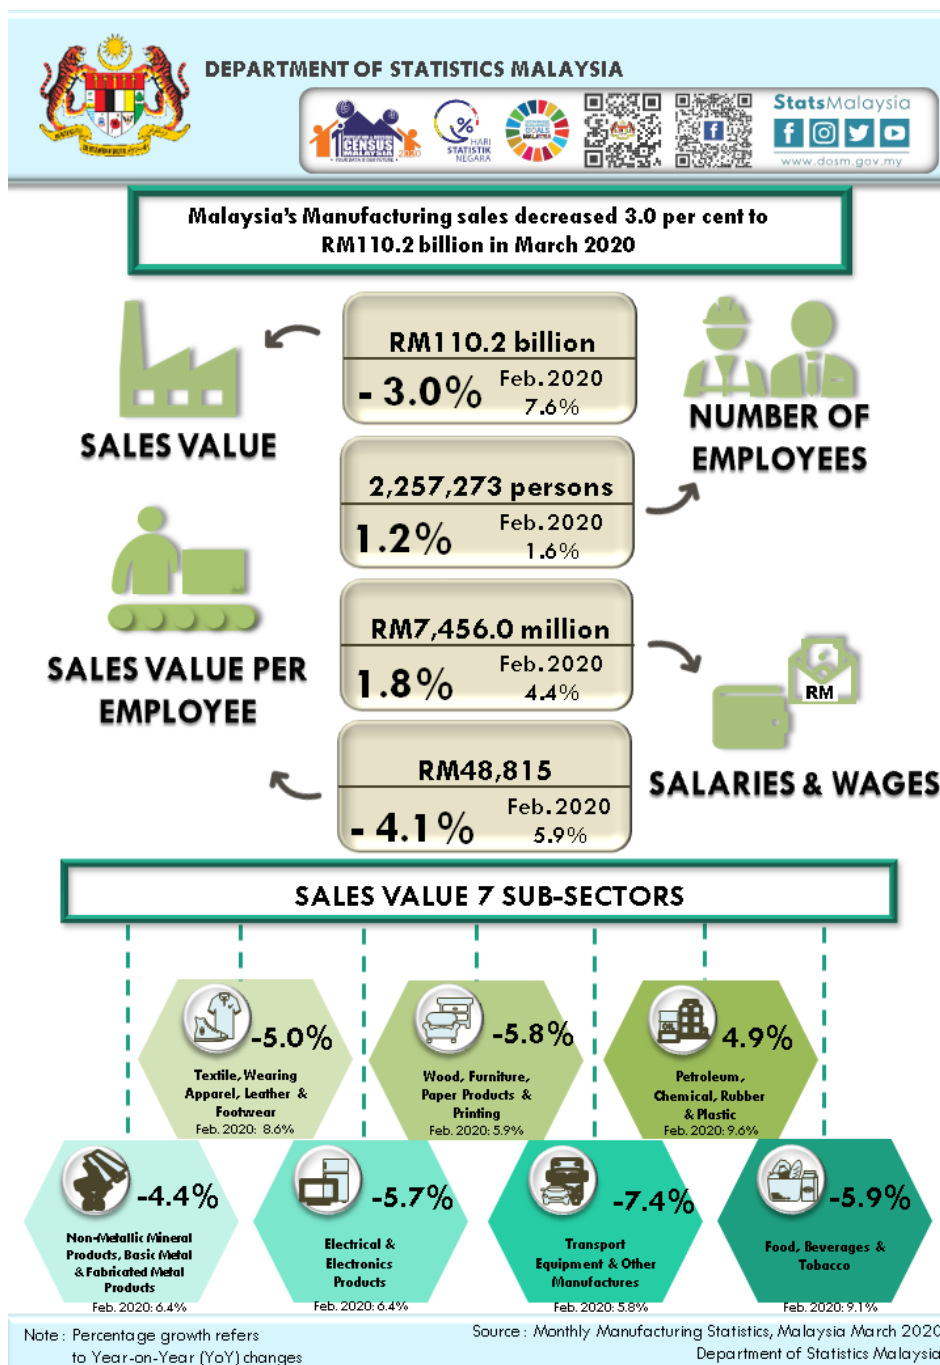 DEPARTMENT OF STATISTICS MALAYSIA
CENSUS
MALAYSIA 2020
HARI
STATISTIK
NEGARA
StatsMalaysia
www.dosm.gov.my
Malaysia's Manufacturing sales decreased 3.0 per cent to
RM110.2 billion in March 2020
SALES VALUE
RM110.2 billion
- 3.0%
Feb.2020
7.6%
NUMBER OF
EMPLOYEES
2,257,273 persons
1.2%
Feb.2020
1.6%
SALES VALUE PER
EMPLOYEE
RM7,456.0 million
1.8%
Feb.2020
4.4%
RM
SALARIES & WAGES
RM48,815
- 4.1%
Feb.2020
5.9%
SALES VALUE 7 SUB-SECTORS
-5.0%
Textile, Wearing
Apparel, Leather &
Footwear
Feb. 2020: 8.6%
-5.8%
Wood, Furniture,
Paper Products &
Printing
Feb. 2020: 5.9%
OIL
4.9%
Petroleum,
Chemical, Rubber
& Plastic
Feb. 2020: 9.6%
-4.4%
Non-Metallic Mineral
Products, Basic Metal
& Fabricated Metal
Products
Feb. 2020: 6.4%
-5.7%
Electrical &
Electronics
Products
Feb. 2020: 6.4%
-7.4%
Transport
Equipment & Other
Manufactures
Feb. 2020: 5.8%
-5.9%
Food, Beverages &
Tobacco
Feb. 2020: 9.1%
Note : Percentage growth refers
to Year-on-Year (YoY) changes
Source : Monthly Manufacturing Statistics, Malaysia March 2020
Department of Statistics Malaysia